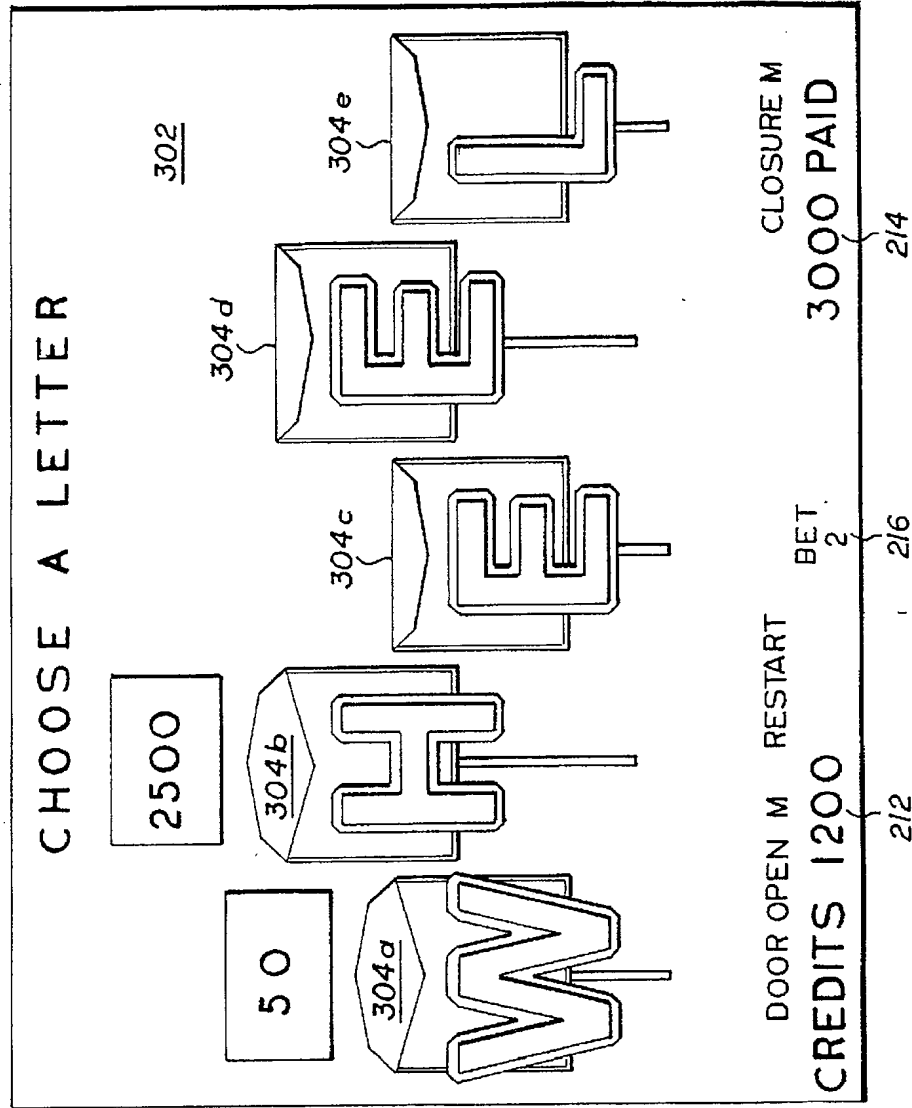 CHOOSE A LETTER
302
2500
50
304a
304b
304c
304d
304e
W H E E L
DOOR OPEN M RESTART BET CLOSURE M
CREDITS 1200 2 3000 PAID
212 216 214